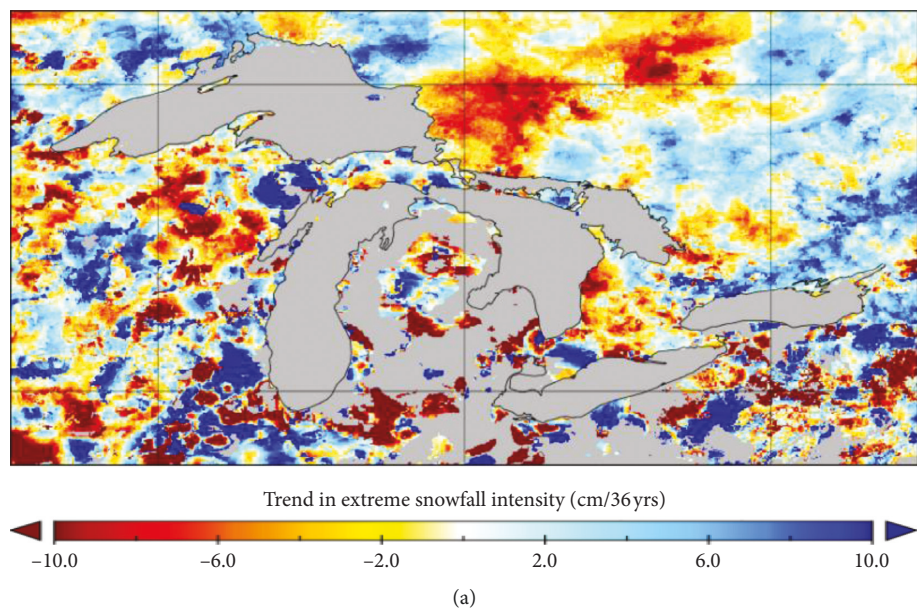 Trend in extreme snowfall intensity (cm/36 yrs)
–10.0 –6.0 –2.0 2.0 6.0 10.0
(a)